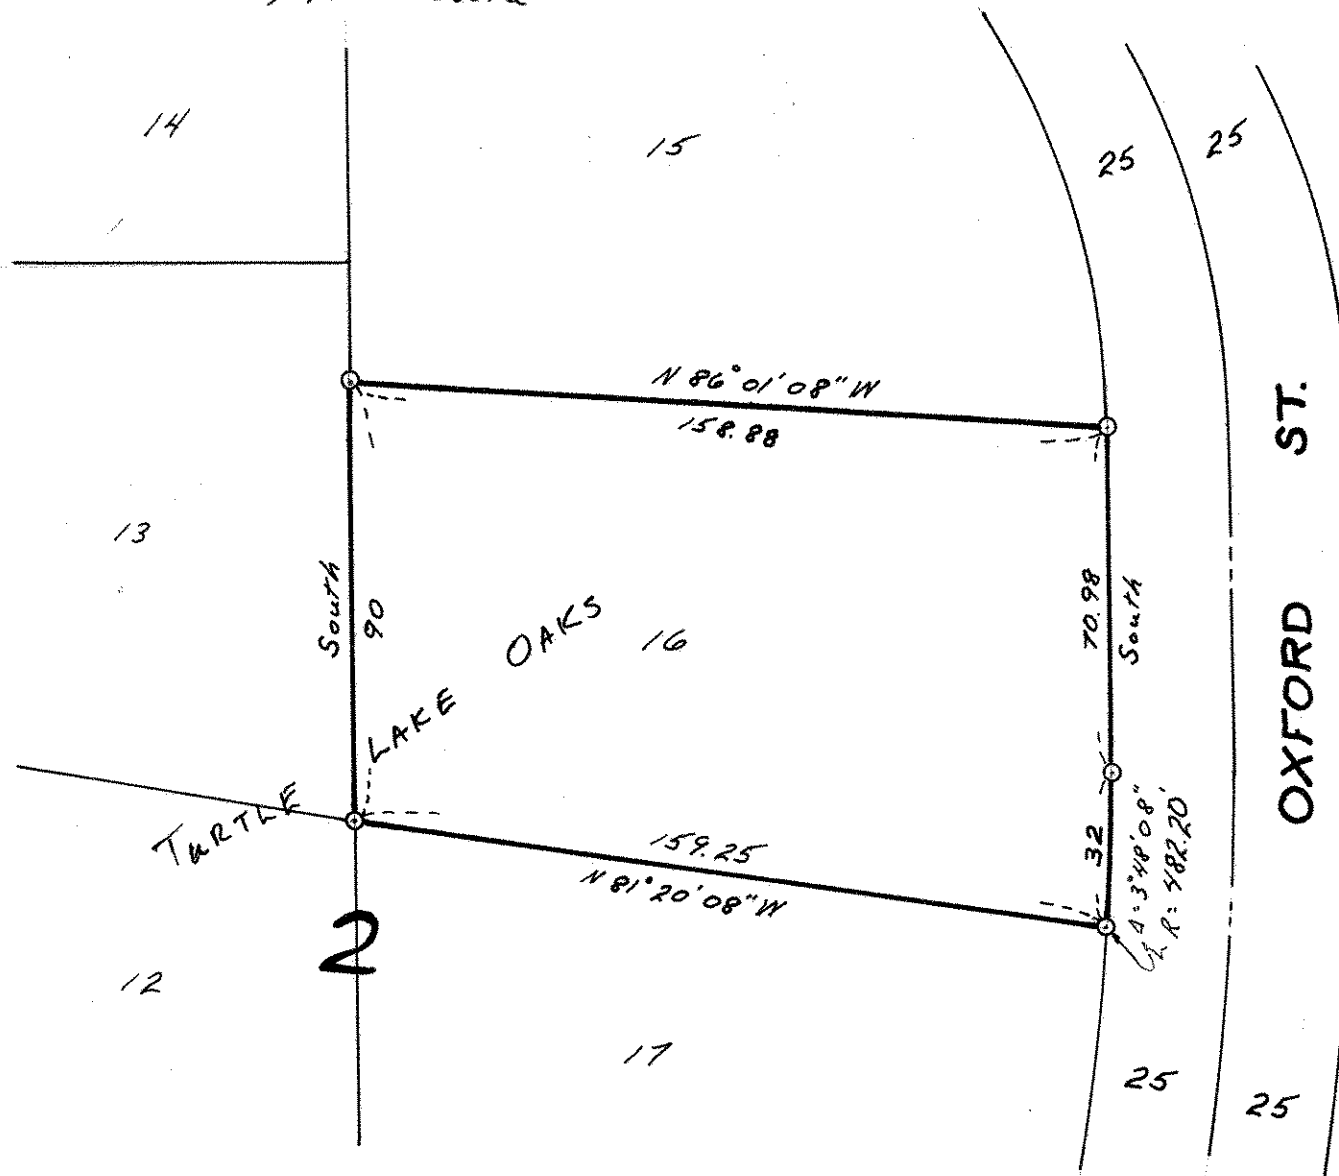 14
15
25
25
N 86°01'08" W
158.88
13
South
90
16
70.98
South
OXFORD ST.
TURTLE LAKE OAKS
32
Δ=3°48'08"
R=482.20'
159.25
N 81°20'08" W
2
12
17
25
25